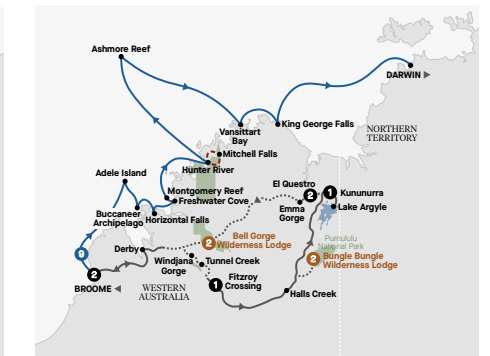 Ashmore Reef
DARWIN
King George Falls
Vansittart
Bay
NORTHERN
TERRITORY
Mitchell Falls
Hunter River
Adele Island
El Questro
2
1
Kununurra
Montgomery Reef
Freshwater Cove
Emma
Gorge
Lake Argyle
Buccaneer
Archipelago
Horizontal Falls
Bell Gorge
Wilderness Lodge
2
Purnululu
National Park
Derby
9
Bungle Bungle
Wilderness Lodge
2
Windjana
Gorge
Tunnel Creek
2
BROOME
Fitzroy
Crossing
1
WESTERN
AUSTRALIA
Halls Creek